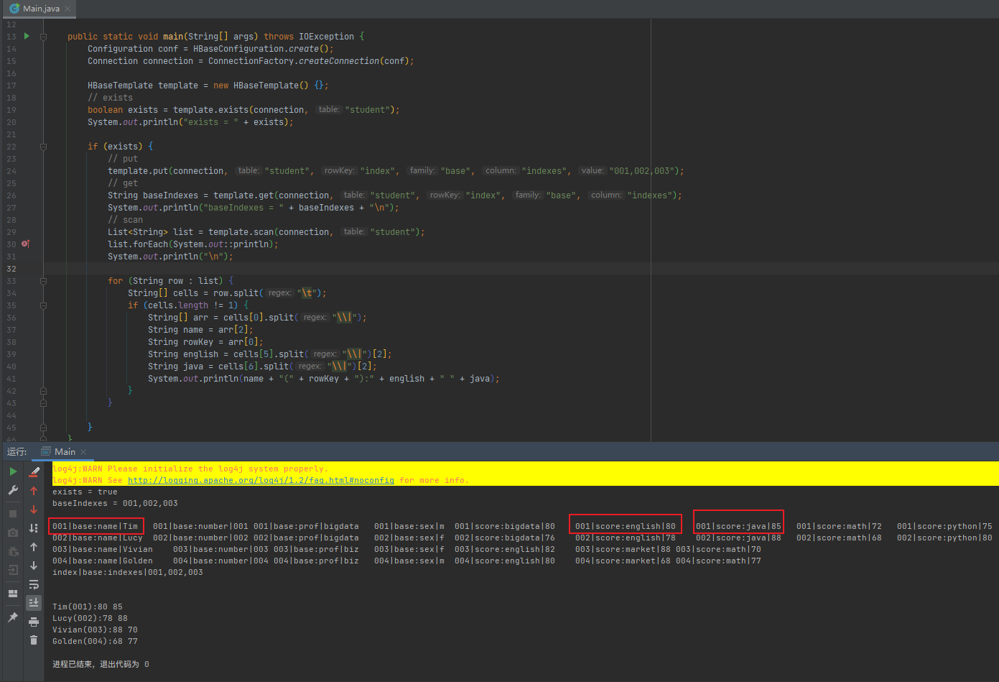 Main.java
12
13 public static void main(String[] args) throws IOException {
14 Configuration conf = HBaseConfiguration.create();
15 Connection connection = ConnectionFactory.createConnection(conf);
16
17 HBaseTemplate template = new HBaseTemplate() {};
18 // exists
19 boolean exists = template.exists(connection, table: "student");
20 System.out.println("exists = " + exists);
21
22 if (exists) {
23 // put
24 template.put(connection, table: "student", rowKey: "index", family: "base", column: "indexes", value: "001,002,003");
25 // get
26 String baseIndexes = template.get(connection, table: "student", rowKey: "index", family: "base", column: "indexes");
27 System.out.println("baseIndexes = " + baseIndexes + "\n");
28 // scan
29 List<String> list = template.scan(connection, table: "student");
30 list.forEach(System.out::println);
31 System.out.println("\n");
32
33 for (String row : list) {
34 String[] cells = row.split( regex: "\t");
35 if (cells.length != 1) {
36 String[] arr = cells[0].split( regex: "\\|");
37 String name = arr[2];
38 String rowKey = arr[0];
39 String english = cells[5].split( regex: "\\|")[2];
40 String java = cells[6].split( regex: "\\|")[2];
41 System.out.println(name + "(" + rowKey + "):" + english + " " + java);
42 }
43 }
44
45 }
46 }
运行: Main
log4j:WARN Please initialize the log4j system properly.
log4j:WARN See http://logging.apache.org/log4j/1.2/faq.html#noconfig for more info.
exists = true
baseIndexes = 001,002,003
001|base:name|Tim 001|base:number|001 001|base:prof|bigdata 001|base:sex|m 001|score:bigdata|80 001|score:english|80 001|score:java|85 001|score:math|72 001|score:python|75
002|base:name|Lucy 002|base:number|002 002|base:prof|bigdata 002|base:sex|f 002|score:bigdata|76 002|score:english|78 002|score:java|88 002|score:math|68 002|score:python|80
003|base:name|Vivian 003|base:number|003 003|base:prof|biz 003|base:sex|f 003|score:english|82 003|score:market|88 003|score:math|70
004|base:name|Golden 004|base:number|004 004|base:prof|biz 004|base:sex|m 004|score:english|80 004|score:market|68 004|score:math|77
index|base:indexes|001,002,003
Tim(001):80 85
Lucy(002):78 88
Vivian(003):88 70
Golden(004):68 77
进程已结束，退出代码为 0